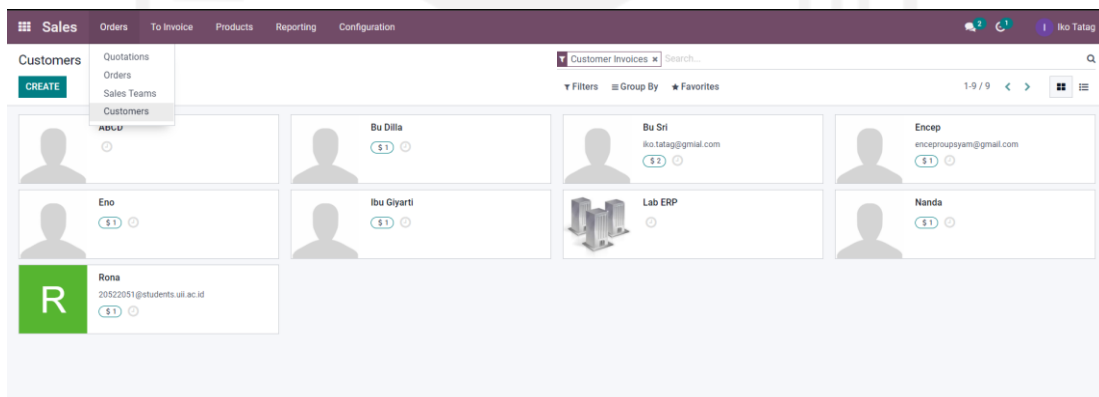 Sales Orders To Invoice Products Reporting Configuration 2 1 I Iko Tatag
Customers Customer Invoices × Search...
Quotations
Orders
Sales Teams
Customers
CREATE Filters Group By Favorites 1-9 / 9
ABCD
Bu Dilla
$ 1
Bu Sri
iko.tatag@gmial.com
$ 2
Encep
enceproupsyam@gmail.com
$ 1
Eno
$ 1
Ibu Giyarti
$ 1
Lab ERP
Nanda
$ 1
R
Rona
20522051@students.uii.ac.id
$ 1